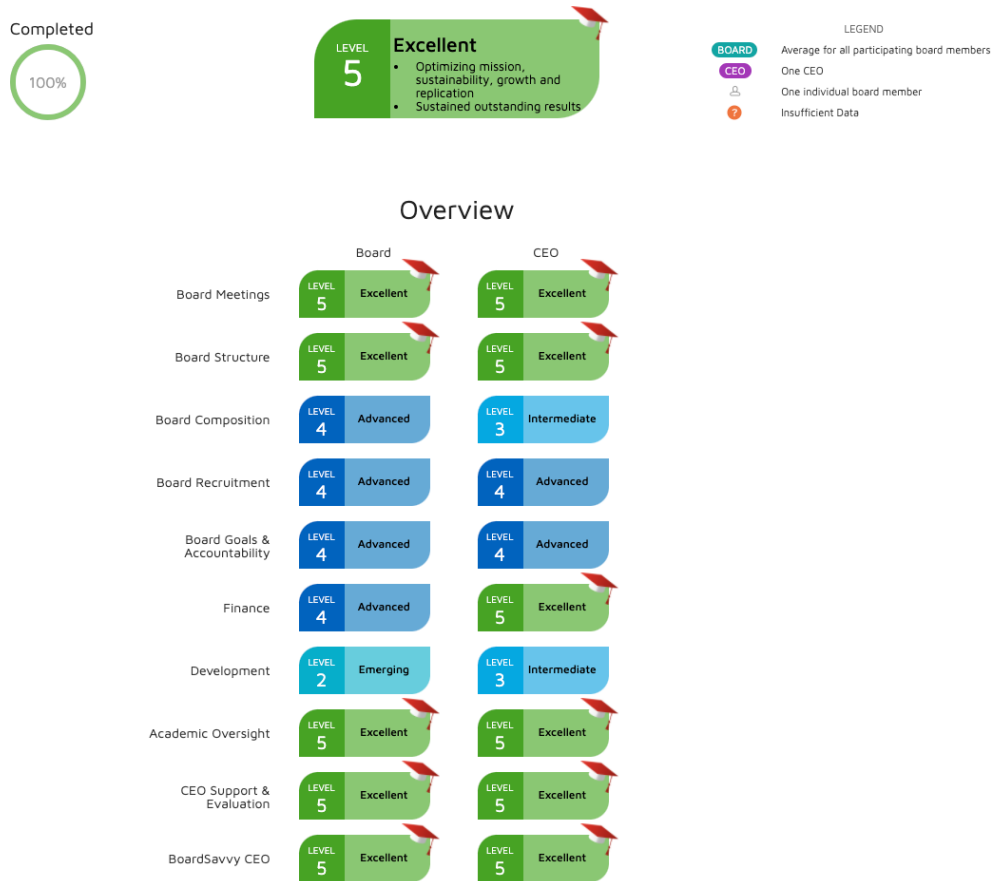 Completed
100%
LEVEL
5
Excellent
• Optimizing mission,
sustainability, growth and
replication
• Sustained outstanding results
LEGEND
BOARD Average for all participating board members
CEO One CEO
One individual board member
? Insufficient Data
Overview
Board CEO
Board Meetings LEVEL 5 Excellent LEVEL 5 Excellent
Board Structure LEVEL 5 Excellent LEVEL 5 Excellent
Board Composition LEVEL 4 Advanced LEVEL 3 Intermediate
Board Recruitment LEVEL 4 Advanced LEVEL 4 Advanced
Board Goals &
Accountability LEVEL 4 Advanced LEVEL 4 Advanced
Finance LEVEL 4 Advanced LEVEL 5 Excellent
Development LEVEL 2 Emerging LEVEL 3 Intermediate
Academic Oversight LEVEL 5 Excellent LEVEL 5 Excellent
CEO Support &
Evaluation LEVEL 5 Excellent LEVEL 5 Excellent
BoardSavvy CEO LEVEL 5 Excellent LEVEL 5 Excellent